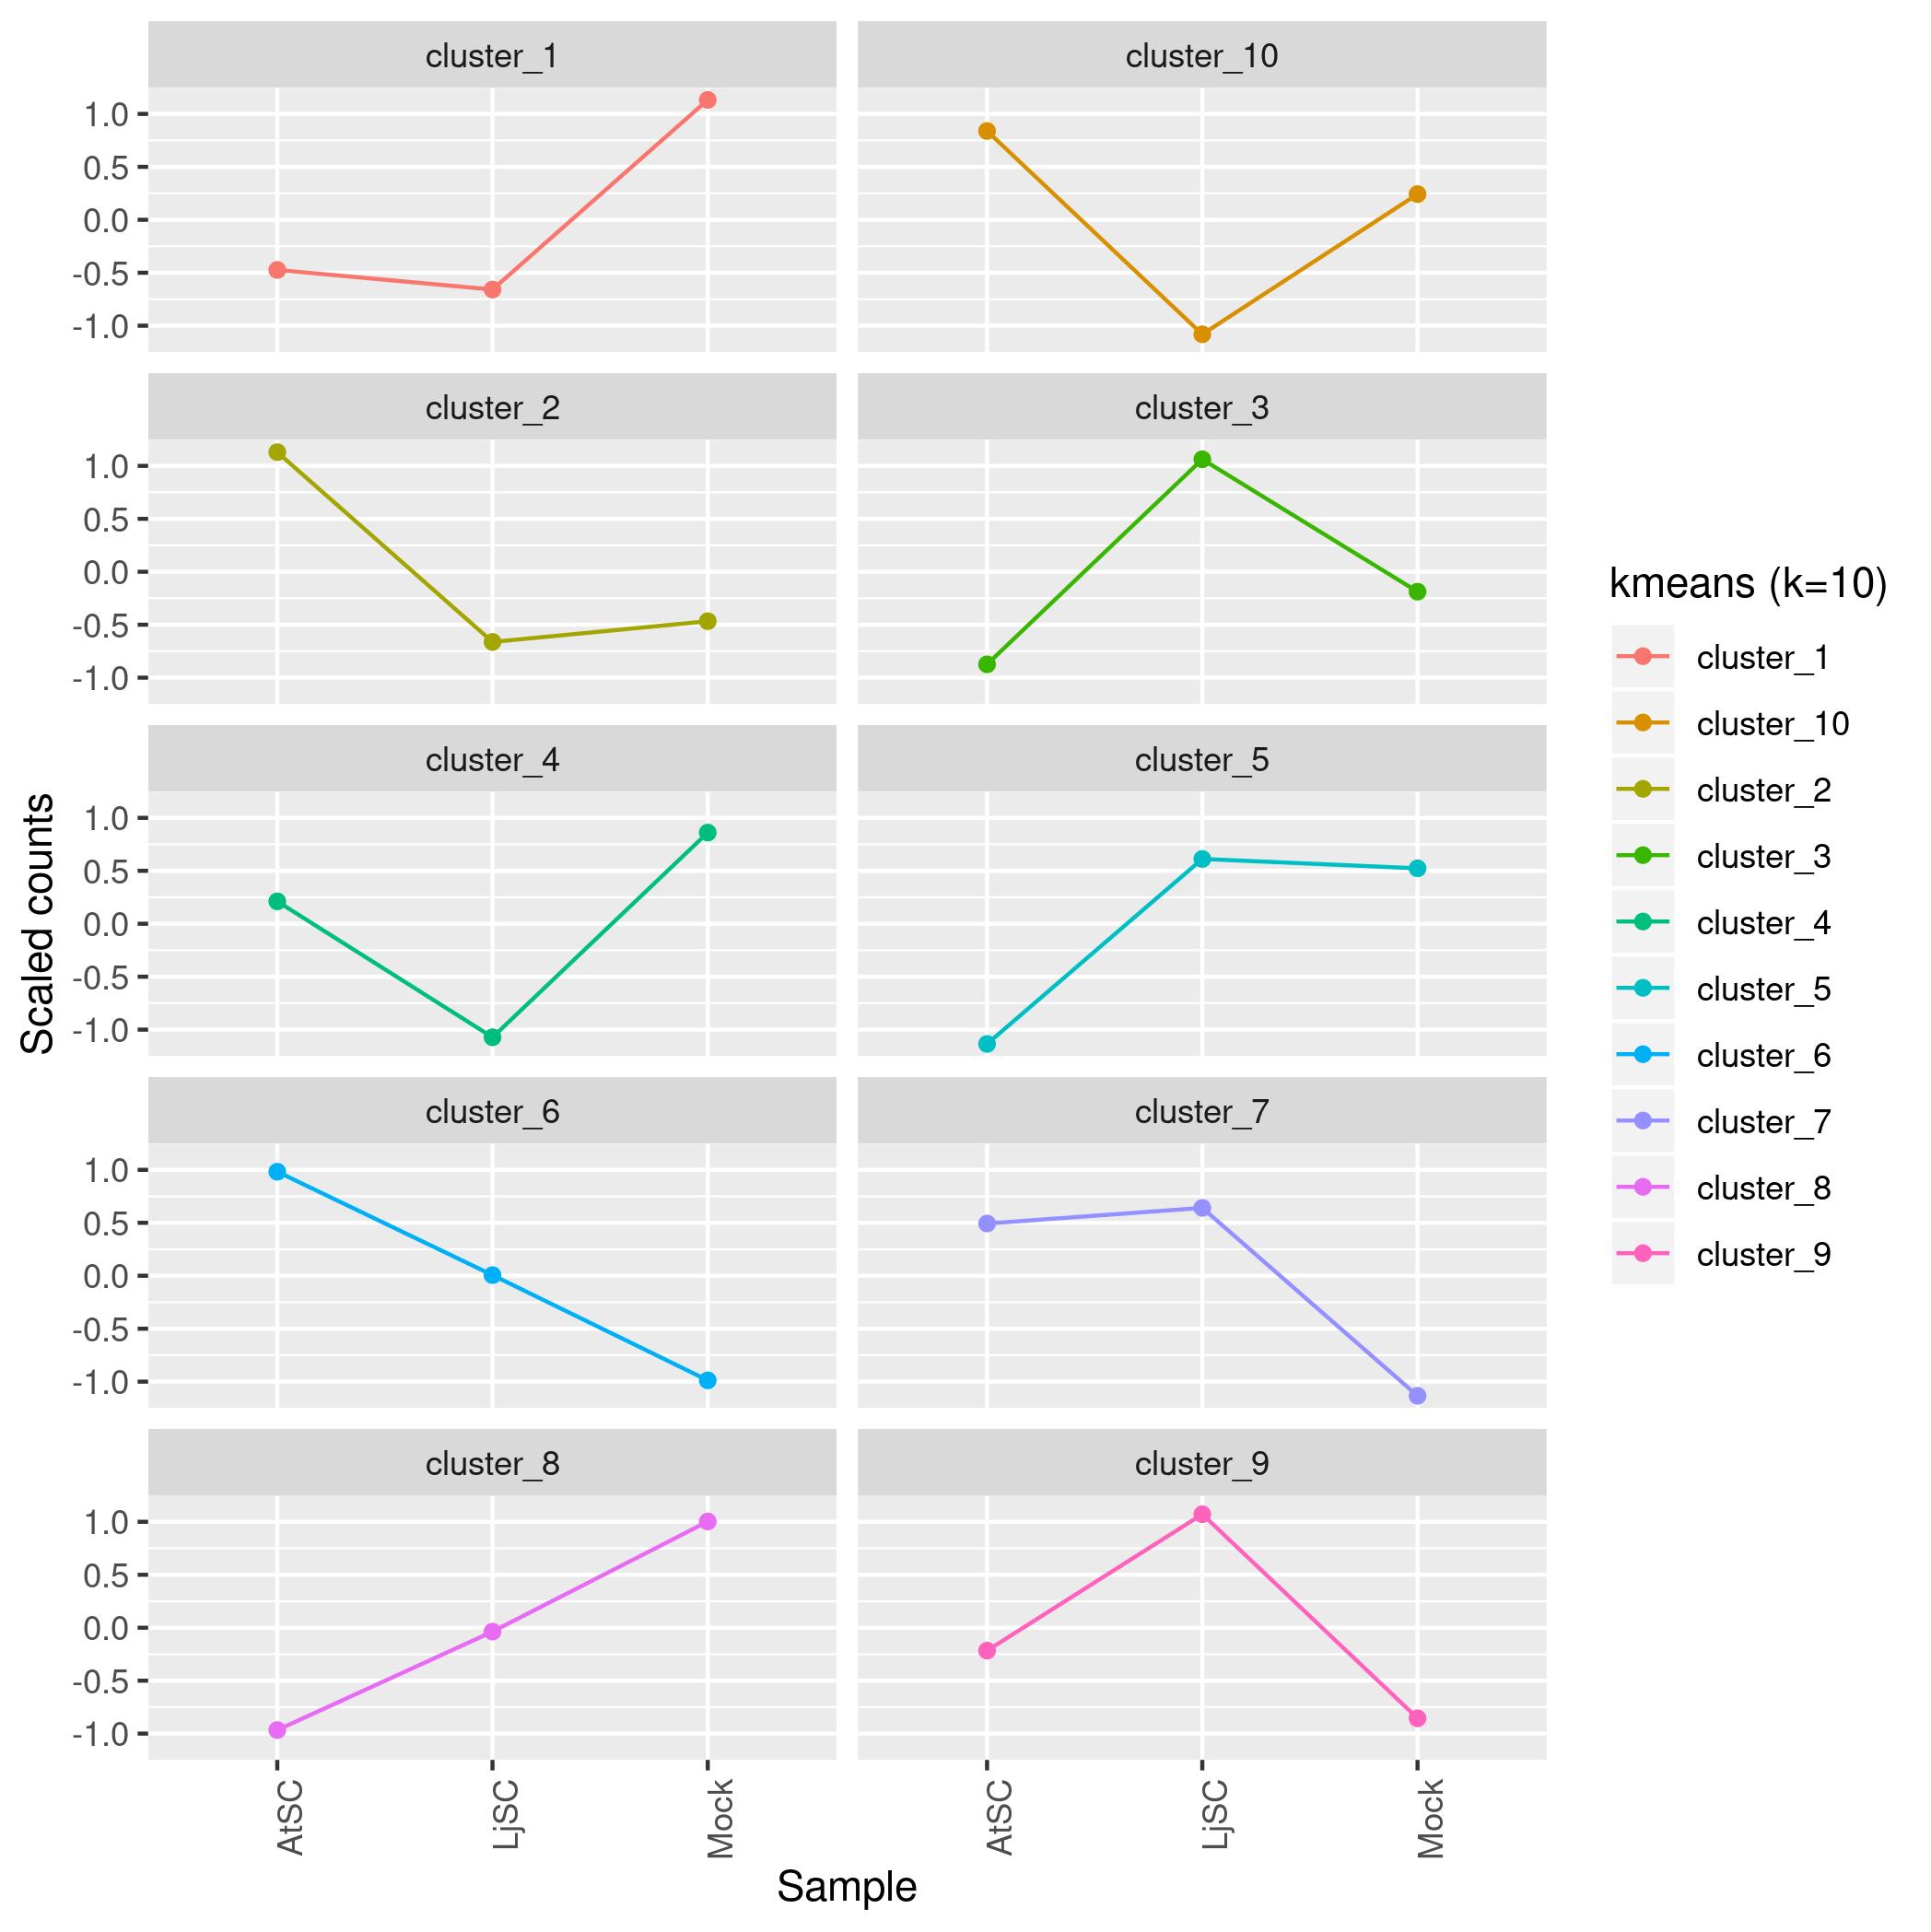 cluster_1
cluster_10
1.0
0.5
0.0
-0.5
-1.0
cluster_2
cluster_3
1.0
0.5
0.0
-0.5
-1.0
cluster_4
cluster_5
1.0
0.5
0.0
-0.5
-1.0
cluster_6
cluster_7
1.0
0.5
0.0
-0.5
-1.0
cluster_8
cluster_9
1.0
0.5
0.0
-0.5
-1.0
AtSC
LjSC
Mock
AtSC
LjSC
Mock
Sample
Scaled counts
kmeans (k=10)
cluster_1
cluster_10
cluster_2
cluster_3
cluster_4
cluster_5
cluster_6
cluster_7
cluster_8
cluster_9